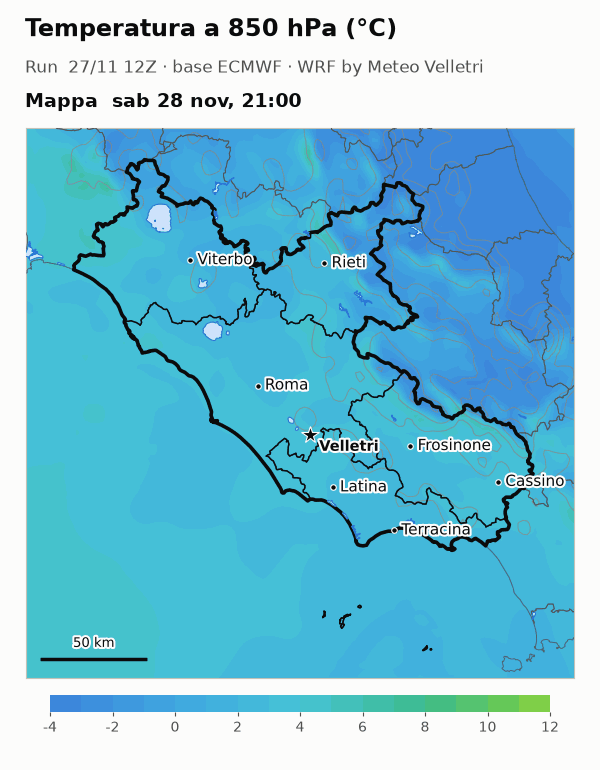 Temperatura a 850 hPa (°C)
Run  27/11 12Z · base ECMWF · WRF by Meteo Velletri
Mappa  sab 28 nov, 21:00
Viterbo
Rieti
Roma
Velletri
Frosinone
Cassino
Latina
Terracina
50 km
-4 -2 0 2 4 6 8 10 12